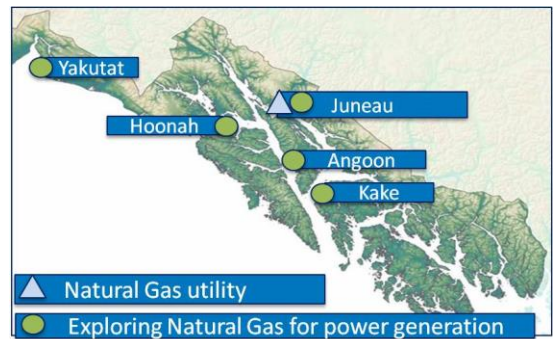 Yakutat
Juneau
Hoonah
Angoon
Kake
Natural Gas utility
Exploring Natural Gas for power generation